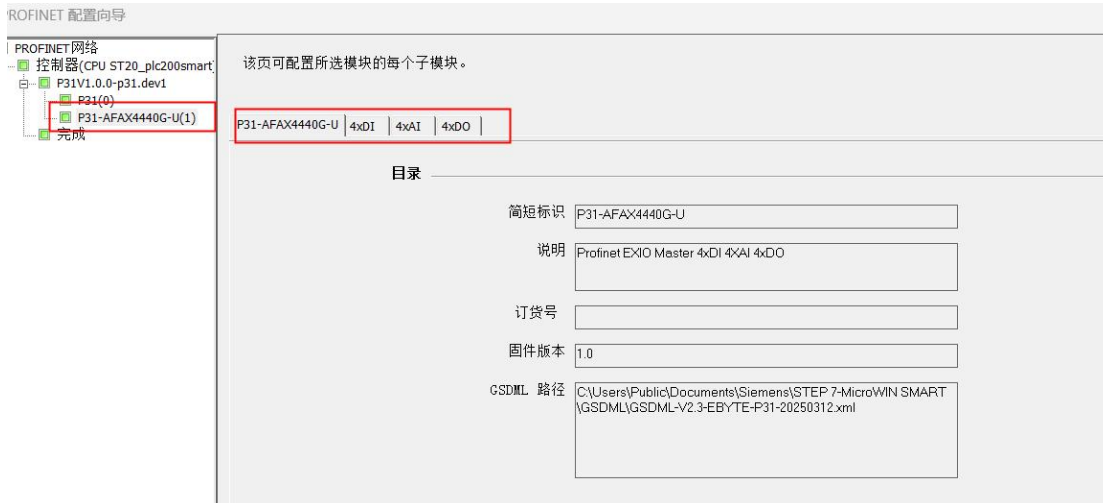 PROFINET 配置向导
PROFINET网络
控制器(CPU ST20_plc200smart)
P31V1.0.0-p31.dev1
P31(0)
P31-AFAX4440G-U(1)
完成
该页可配置所选模块的每个子模块。
P31-AFAX4440G-U 4xDI 4xAI 4xDO
目录
简短标识 P31-AFAX4440G-U
说明 Profinet EXIO Master 4xDI 4XAI 4xDO
订货号
固件版本 1.0
GSDML 路径 C:\Users\Public\Documents\Siemens\STEP 7-MicroWIN SMART
\GSDML\GSDML-V2.3-EBYTE-P31-20250312.xml